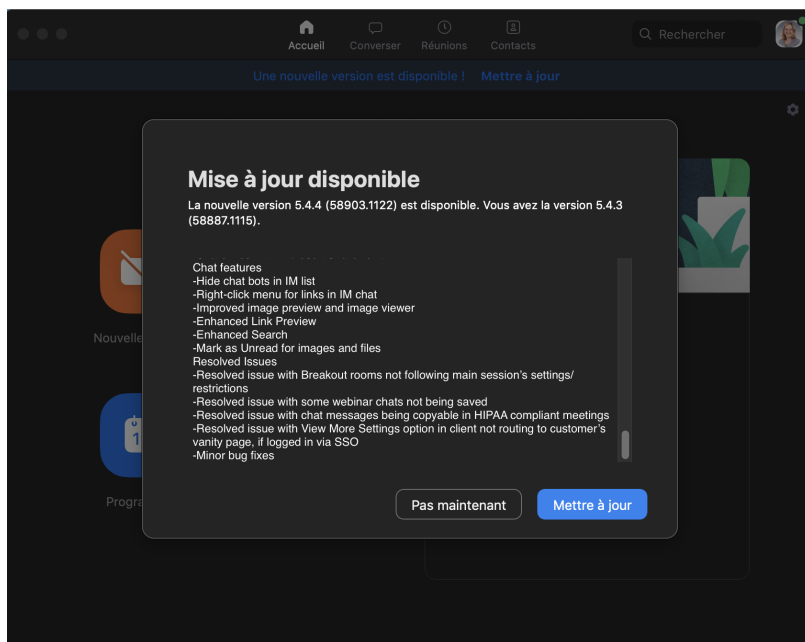 Accueil
Converser
Réunions
Contacts
Rechercher
Une nouvelle version est disponible ! Mettre à jour
Mise à jour disponible
La nouvelle version 5.4.4 (58903.1122) est disponible. Vous avez la version 5.4.3
(58887.1115).
Chat features
-Hide chat bots in IM list
-Right-click menu for links in IM chat
-Improved image preview and image viewer
-Enhanced Link Preview
-Enhanced Search
-Mark as Unread for images and files
Resolved Issues
-Resolved issue with Breakout rooms not following main session's settings/
restrictions
-Resolved issue with some webinar chats not being saved
-Resolved issue with chat messages being copyable in HIPAA compliant meetings
-Resolved issue with View More Settings option in client not routing to customer's
vanity page, if logged in via SSO
-Minor bug fixes
Nouvelle
Progra
Pas maintenant
Mettre à jour